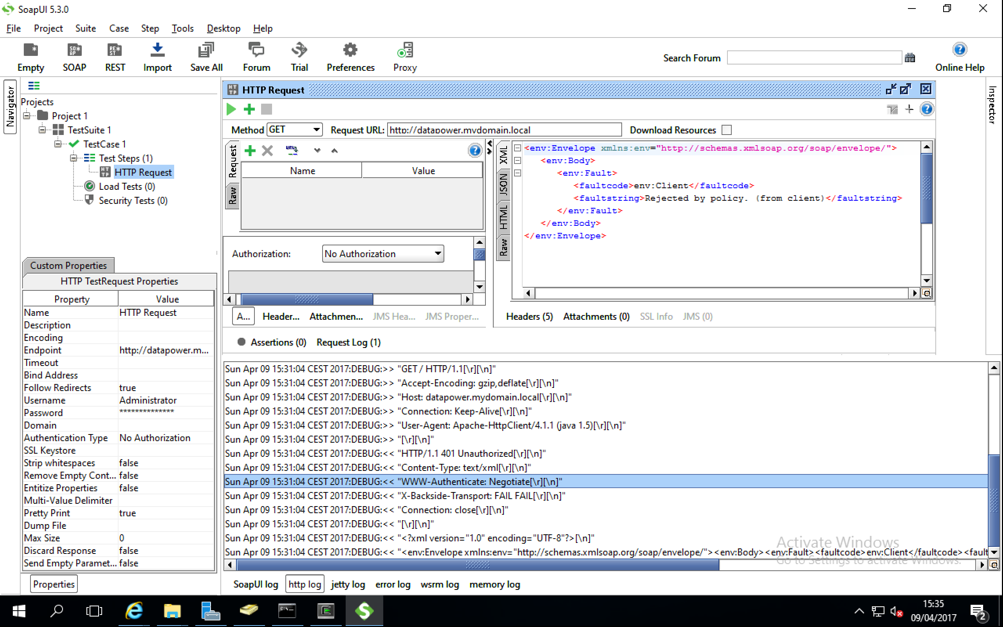 SoapUI 5.3.0
File Project Suite Case Step Tools Desktop Help
Empty SOAP REST Import Save All Forum Trial Preferences Proxy Search Forum Online Help
Navigator
Projects
Project 1
TestSuite 1
TestCase 1
Test Steps (1)
HTTP Request
Load Tests (0)
Security Tests (0)
Custom Properties
HTTP TestRequest Properties
Property Value
Name HTTP Request
Description
Encoding
Endpoint http://datapower.m...
Timeout
Bind Address
Follow Redirects true
Username Administrator
Password **************
Domain
Authentication Type No Authorization
SSL Keystore
Strip whitespaces false
Remove Empty Cont... false
Entitize Properties false
Multi-Value Delimiter
Pretty Print true
Dump File
Max Size 0
Discard Response false
Send Empty Paramet... false
Properties
HTTP Request
Method GET Request URL: http://datapower.mydomain.local Download Resources
Request
Raw
Name Value
Authorization: No Authorization
A... Header... Attachmen... JMS Hea... JMS Proper...
XML
JSON
HTML
Raw
<env:Envelope xmlns:env="http://schemas.xmlsoap.org/soap/envelope/">
<env:Body>
<env:Fault>
<faultcode>env:Client</faultcode>
<faultstring>Rejected by policy. (from client)</faultstring>
</env:Fault>
</env:Body>
</env:Envelope>
Headers (5) Attachments (0) SSL Info JMS (0)
Inspector
Assertions (0) Request Log (1)
Sun Apr 09 15:31:04 CEST 2017:DEBUG:>> "GET / HTTP/1.1[\r][\n]"
Sun Apr 09 15:31:04 CEST 2017:DEBUG:>> "Accept-Encoding: gzip,deflate[\r][\n]"
Sun Apr 09 15:31:04 CEST 2017:DEBUG:>> "Host: datapower.mydomain.local[\r][\n]"
Sun Apr 09 15:31:04 CEST 2017:DEBUG:>> "Connection: Keep-Alive[\r][\n]"
Sun Apr 09 15:31:04 CEST 2017:DEBUG:>> "User-Agent: Apache-HttpClient/4.1.1 (java 1.5)[\r][\n]"
Sun Apr 09 15:31:04 CEST 2017:DEBUG:>> "[\r][\n]"
Sun Apr 09 15:31:04 CEST 2017:DEBUG:<< "HTTP/1.1 401 Unauthorized[\r][\n]"
Sun Apr 09 15:31:04 CEST 2017:DEBUG:<< "Content-Type: text/xml[\r][\n]"
Sun Apr 09 15:31:04 CEST 2017:DEBUG:<< "WWW-Authenticate: Negotiate[\r][\n]"
Sun Apr 09 15:31:04 CEST 2017:DEBUG:<< "X-Backside-Transport: FAIL FAIL[\r][\n]"
Sun Apr 09 15:31:04 CEST 2017:DEBUG:<< "Connection: close[\r][\n]"
Sun Apr 09 15:31:04 CEST 2017:DEBUG:<< "[\r][\n]"
Sun Apr 09 15:31:04 CEST 2017:DEBUG:<< "<?xml version="1.0" encoding="UTF-8"?>[\n]"
Sun Apr 09 15:31:04 CEST 2017:DEBUG:<< "<env:Envelope xmlns:env="http://schemas.xmlsoap.org/soap/envelope/"><env:Body><env:Fault><faultcode>env:Client</faultcode><fault
Activate Windows
Go to Settings to activate Windows.
SoapUI log http log jetty log error log wsrm log memory log
15:35
09/04/2017
2